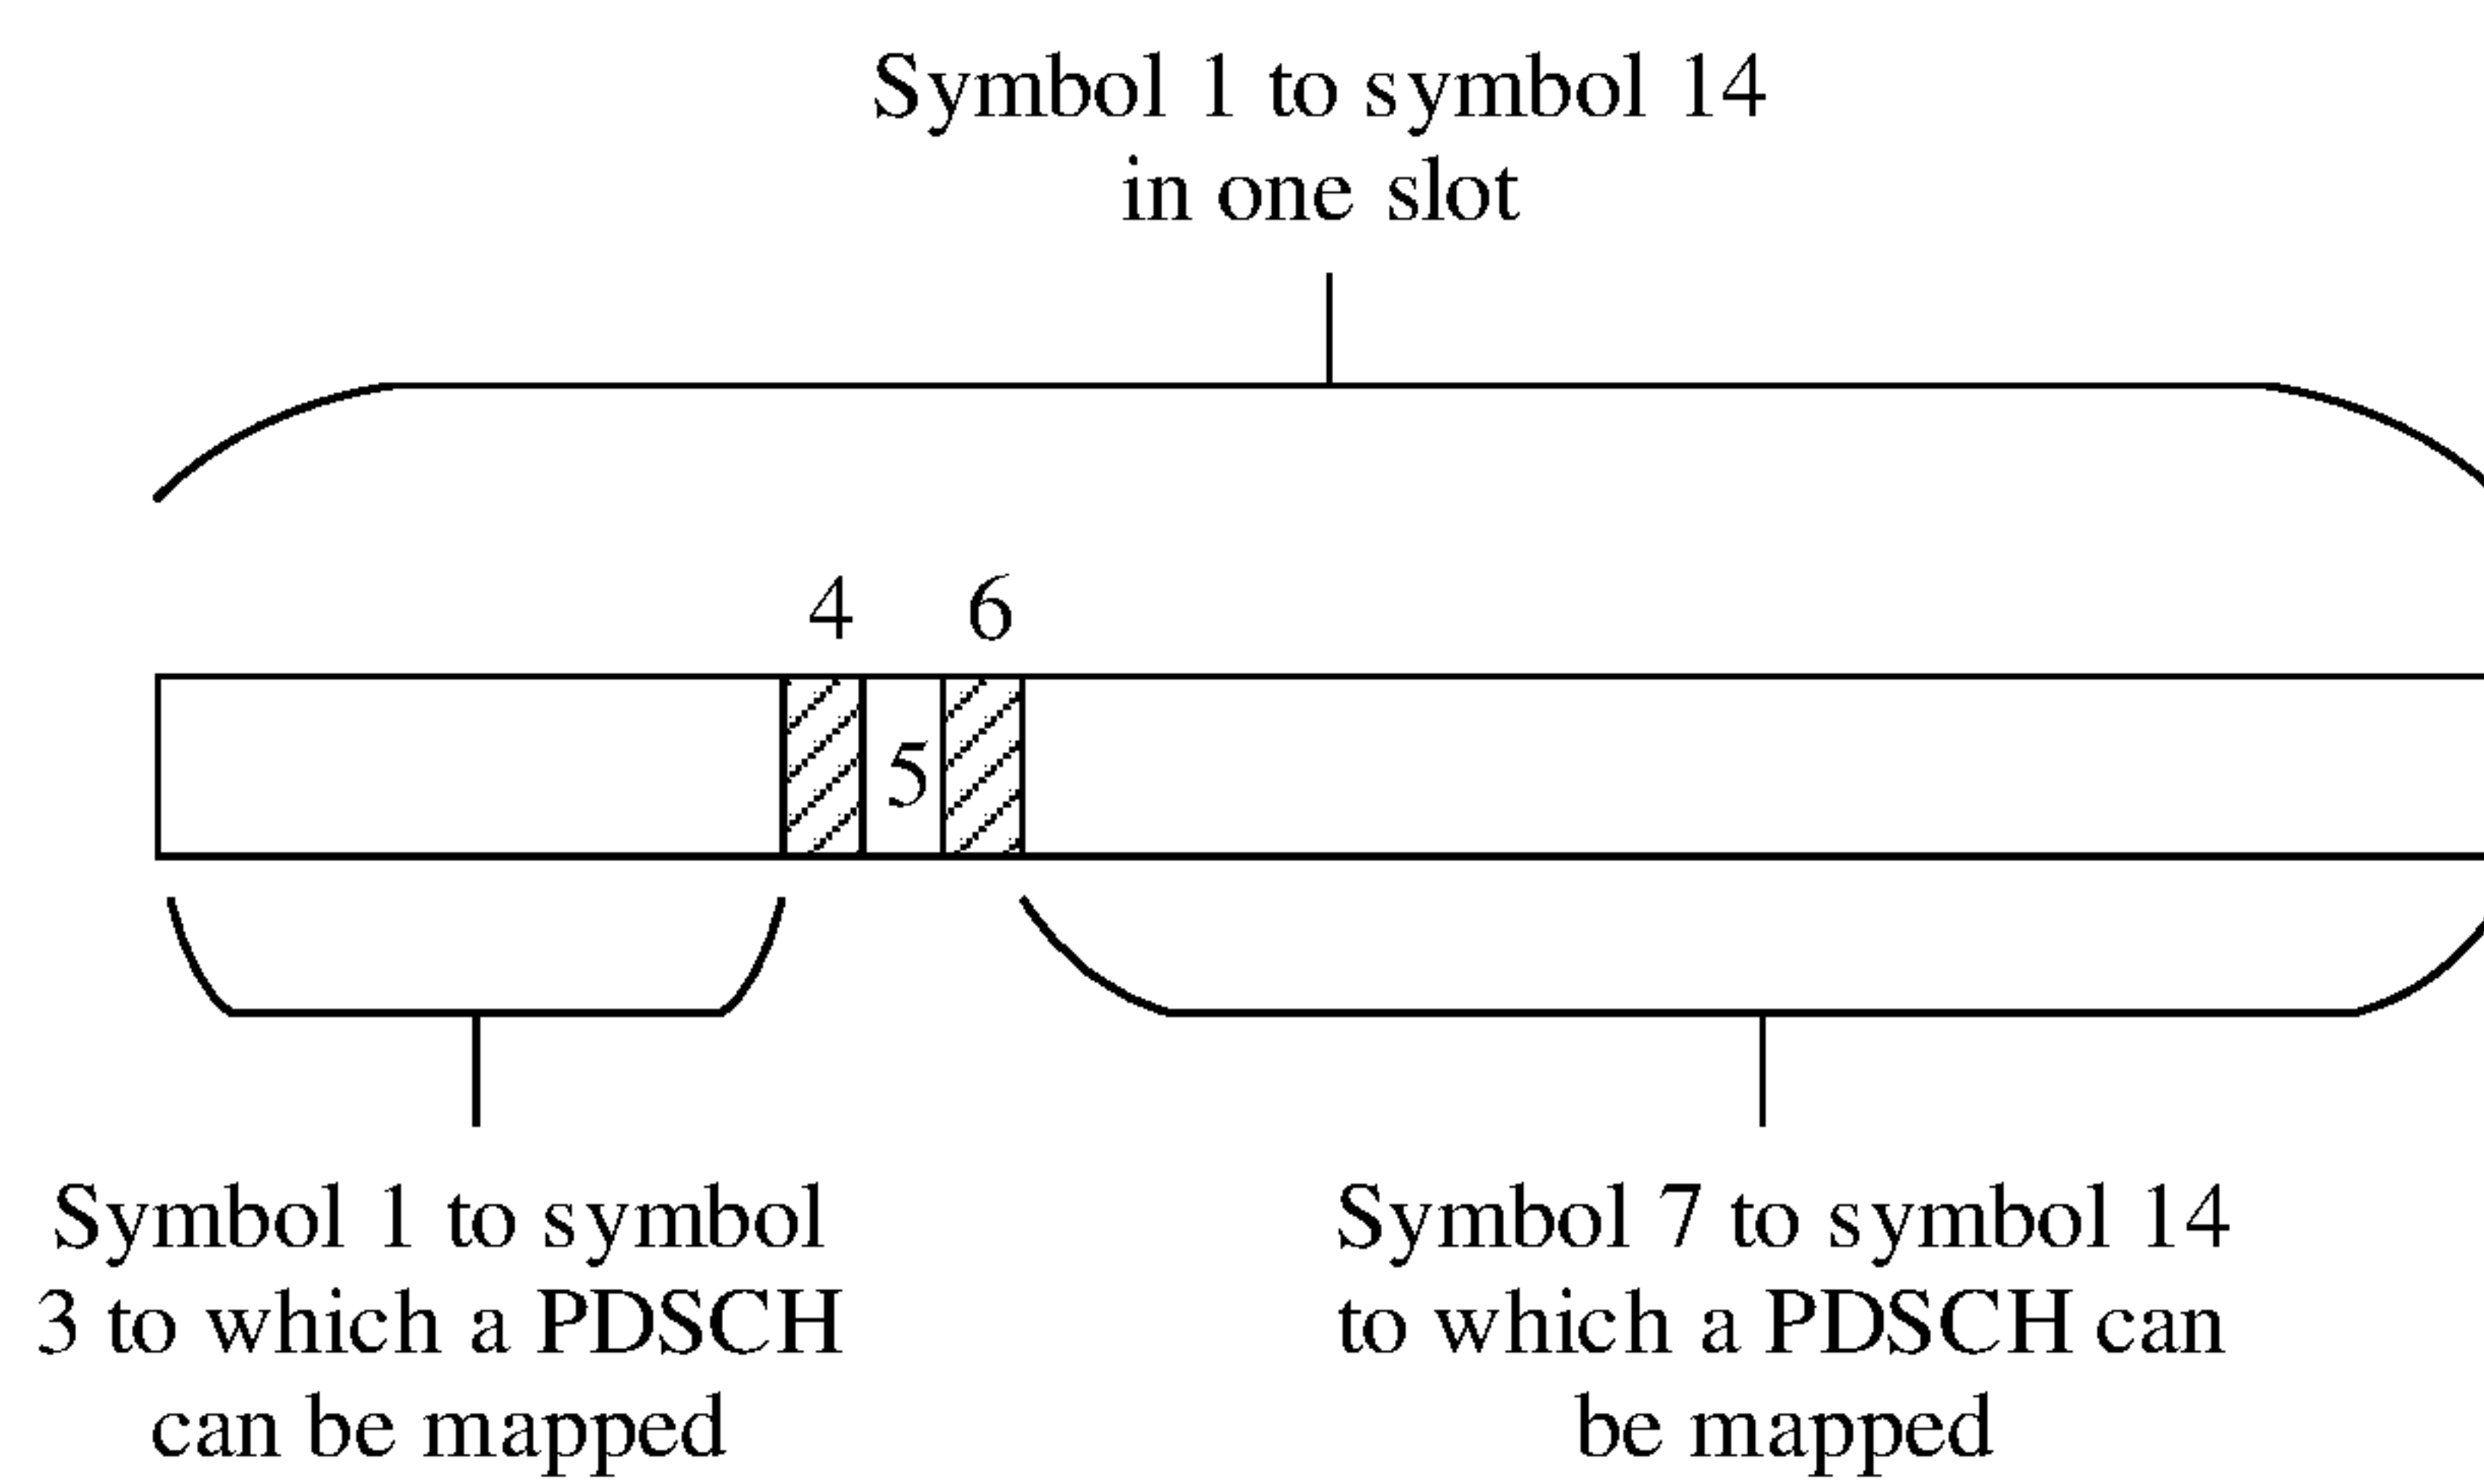 Symbol 1 to symbol 14
in one slot
4 6
5
Symbol 1 to symbol
3 to which a PDSCH
can be mapped
Symbol 7 to symbol 14
to which a PDSCH can
be mapped